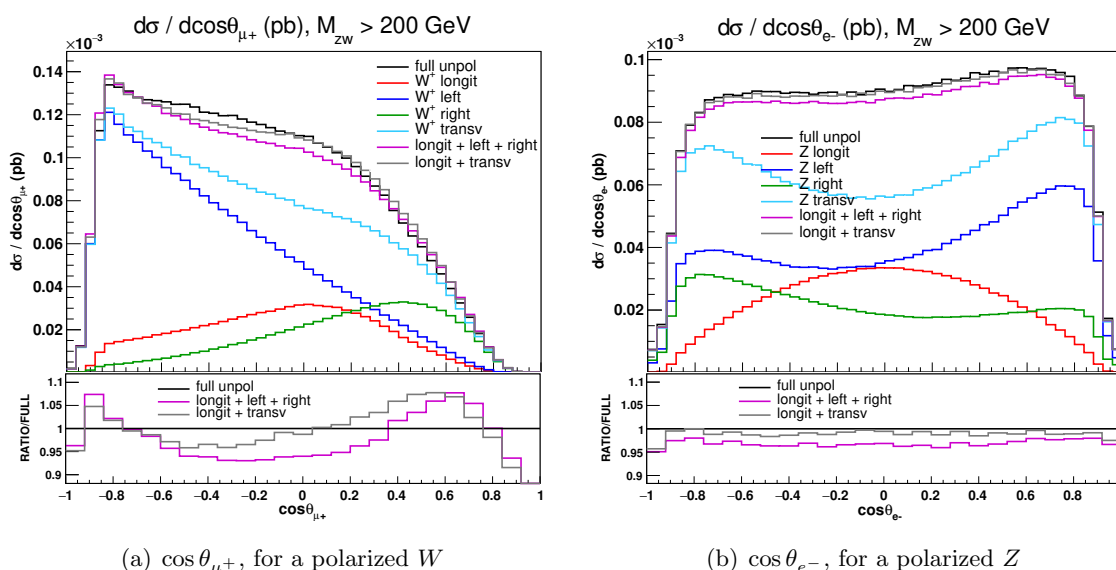 dσ / dcosθμ+ (pb), Mzw > 200 GeV
×10⁻³
0.14
0.12
0.1
0.08
0.06
0.04
0.02
dσ / dcosθμ+ (pb)
full unpol
W⁺ longit
W⁺ left
W⁺ right
W⁺ transv
longit + left + right
longit + transv
1.1
1.05
1
0.95
0.9
RATIO/FULL
full unpol
longit + left + right
longit + transv
−1 −0.8 −0.6 −0.4 −0.2 0 0.2 0.4 0.6 0.8 1
cosθμ+
(a) cos θμ+, for a polarized W
dσ / dcosθe- (pb), Mzw > 200 GeV
×10⁻³
0.1
0.08
0.06
0.04
0.02
dσ / dcosθe- (pb)
full unpol
Z longit
Z left
Z right
Z transv
longit + left + right
longit + transv
1.1
1.05
1
0.95
0.9
RATIO/FULL
full unpol
longit + left + right
longit + transv
−1 −0.8 −0.6 −0.4 −0.2 0 0.2 0.4 0.6 0.8
cosθe-
(b) cos θe−, for a polarized Z